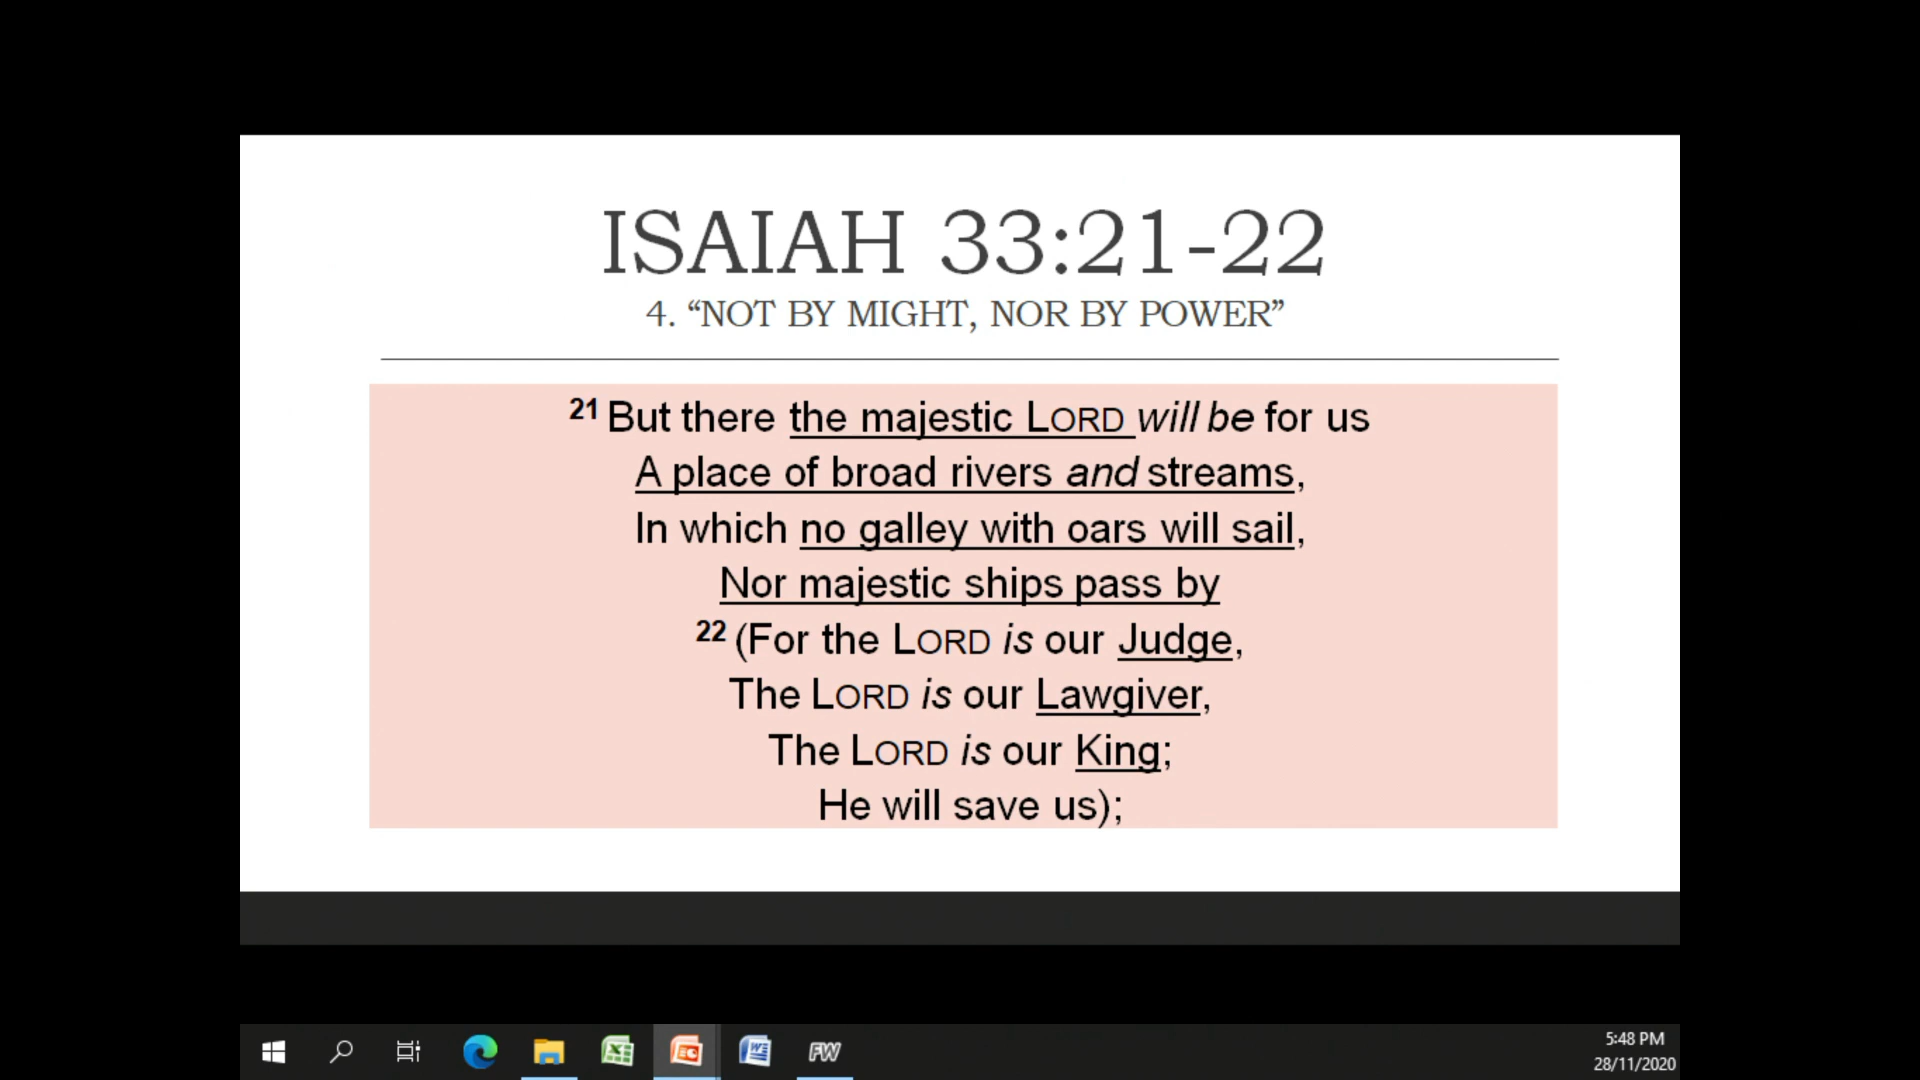 ISAIAH 33:21-22
4. “NOT BY MIGHT, NOR BY POWER”
21 But there the majestic LORD will be for us
A place of broad rivers and streams,
In which no galley with oars will sail,
Nor majestic ships pass by
22 (For the LORD is our Judge,
The LORD is our Lawgiver,
The LORD is our King;
He will save us);
FW
5:48 PM
28/11/2020